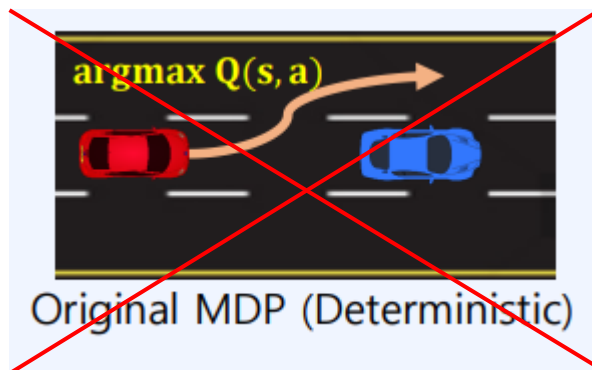 argmax Q(s, a)
Original MDP (Deterministic)